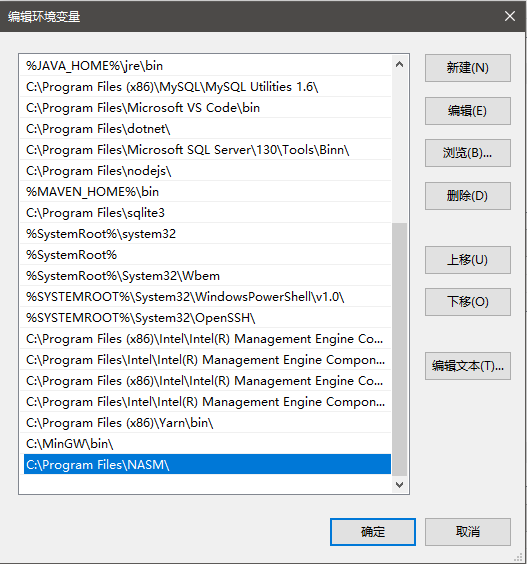 编辑环境变量
%JAVA_HOME%\jre\bin
C:\Program Files (x86)\MySQL\MySQL Utilities 1.6\
C:\Program Files\Microsoft VS Code\bin
C:\Program Files\dotnet\
C:\Program Files\Microsoft SQL Server\130\Tools\Binn\
C:\Program Files\nodejs\
%MAVEN_HOME%\bin
C:\Program Files\sqlite3
%SystemRoot%\system32
%SystemRoot%
%SystemRoot%\System32\Wbem
%SYSTEMROOT%\System32\WindowsPowerShell\v1.0\
%SYSTEMROOT%\System32\OpenSSH\
C:\Program Files (x86)\Intel\Intel(R) Management Engine Co...
C:\Program Files\Intel\Intel(R) Management Engine Compon...
C:\Program Files (x86)\Intel\Intel(R) Management Engine Co...
C:\Program Files\Intel\Intel(R) Management Engine Compon...
C:\Program Files (x86)\Yarn\bin\
C:\MinGW\bin\
C:\Program Files\NASM\
新建(N)
编辑(E)
浏览(B)...
删除(D)
上移(U)
下移(O)
编辑文本(T)...
确定
取消